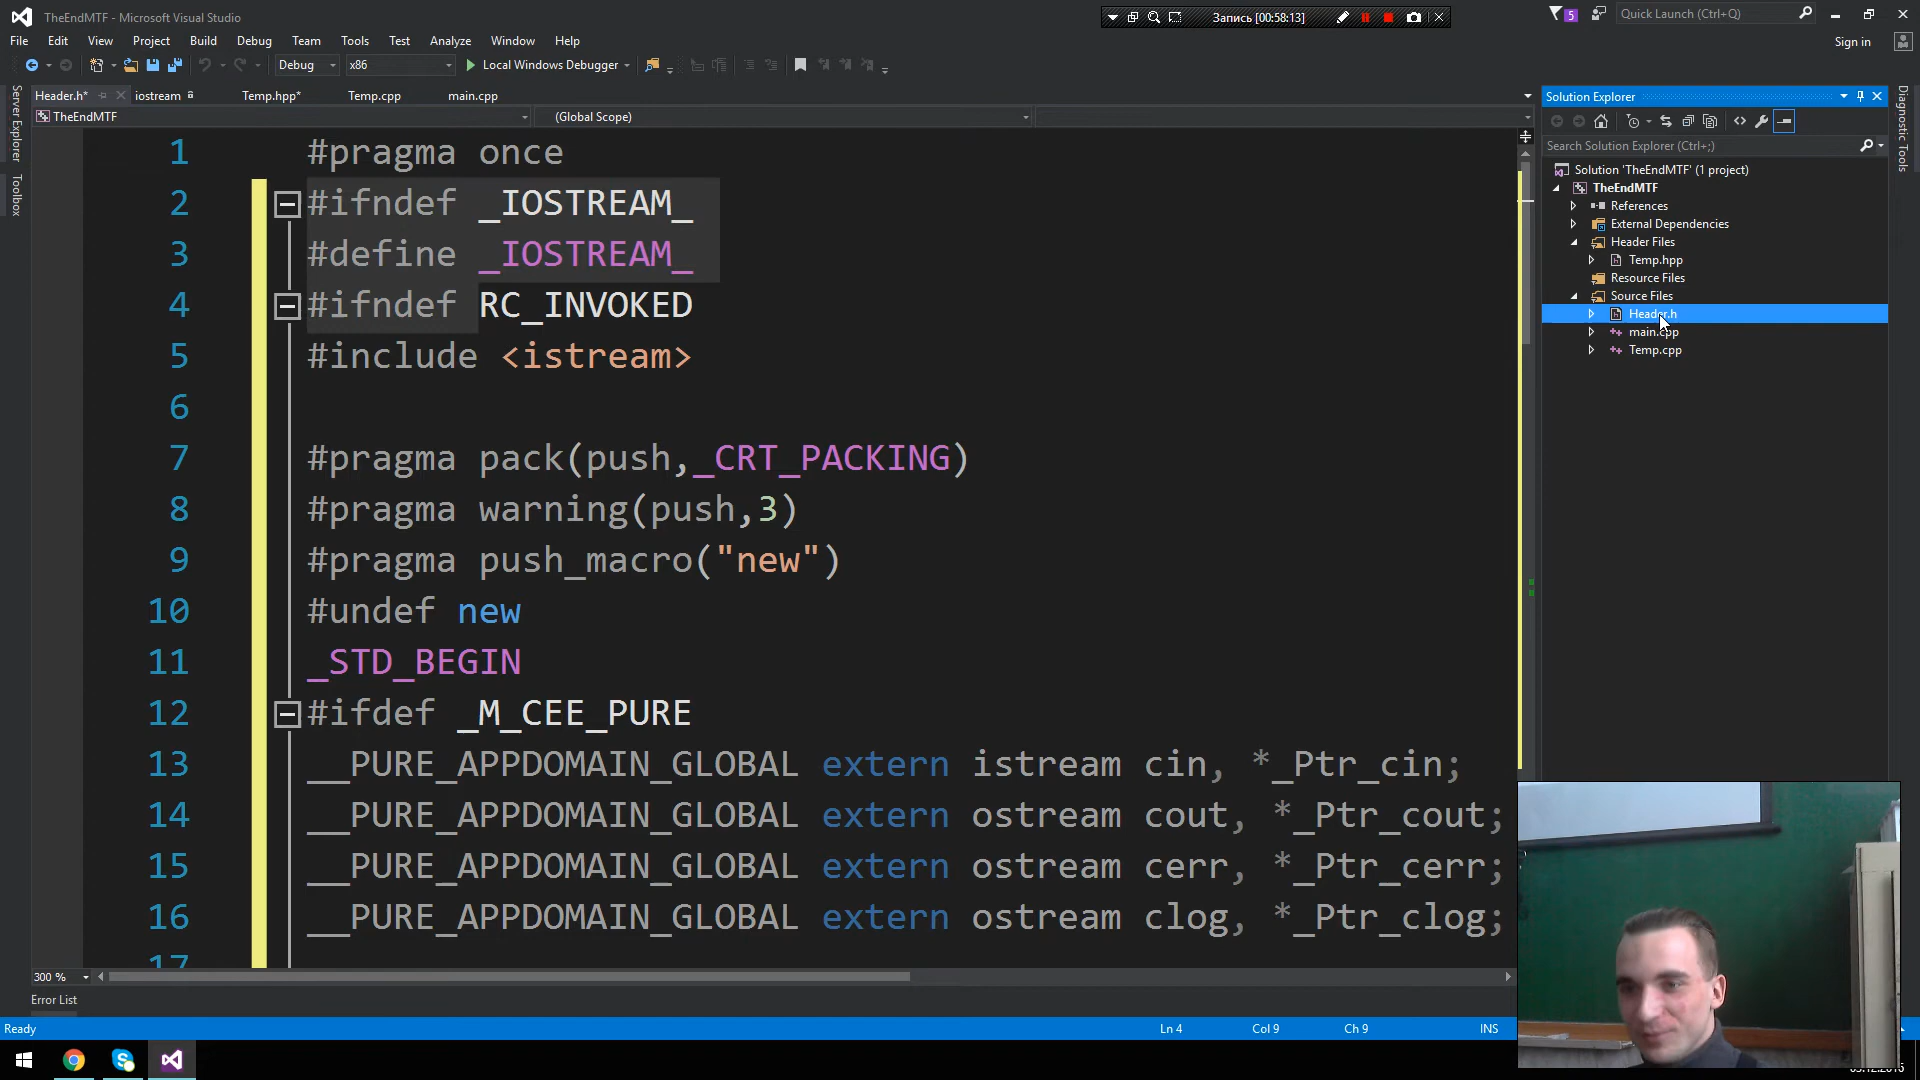 TheEndMTF - Microsoft Visual Studio
Запись [00:58:13]
5
Quick Launch (Ctrl+Q)
File Edit View Project Build Debug Team Tools Test Analyze Window Help
Sign in
Debug x86 Local Windows Debugger
Header.h* iostream Temp.hpp* Temp.cpp main.cpp
TheEndMTF (Global Scope)
Server Explorer
Toolbox
1 #pragma once
2 #ifndef _IOSTREAM_
3 #define _IOSTREAM_
4 #ifndef RC_INVOKED
5 #include <istream>
6
7 #pragma pack(push,_CRT_PACKING)
8 #pragma warning(push,3)
9 #pragma push_macro("new")
10 #undef new
11 _STD_BEGIN
12 #ifdef _M_CEE_PURE
13 __PURE_APPDOMAIN_GLOBAL extern istream cin, *_Ptr_cin;
14 __PURE_APPDOMAIN_GLOBAL extern ostream cout, *_Ptr_cout;
15 __PURE_APPDOMAIN_GLOBAL extern ostream cerr, *_Ptr_cerr;
16 __PURE_APPDOMAIN_GLOBAL extern ostream clog, *_Ptr_clog;
17
300 %
Solution Explorer
Search Solution Explorer (Ctrl+;)
Solution 'TheEndMTF' (1 project)
TheEndMTF
References
External Dependencies
Header Files
Temp.hpp
Resource Files
Source Files
Header.h
main.cpp
Temp.cpp
Diagnostic Tools
Error List
Ready Ln 4 Col 9 Ch 9 INS